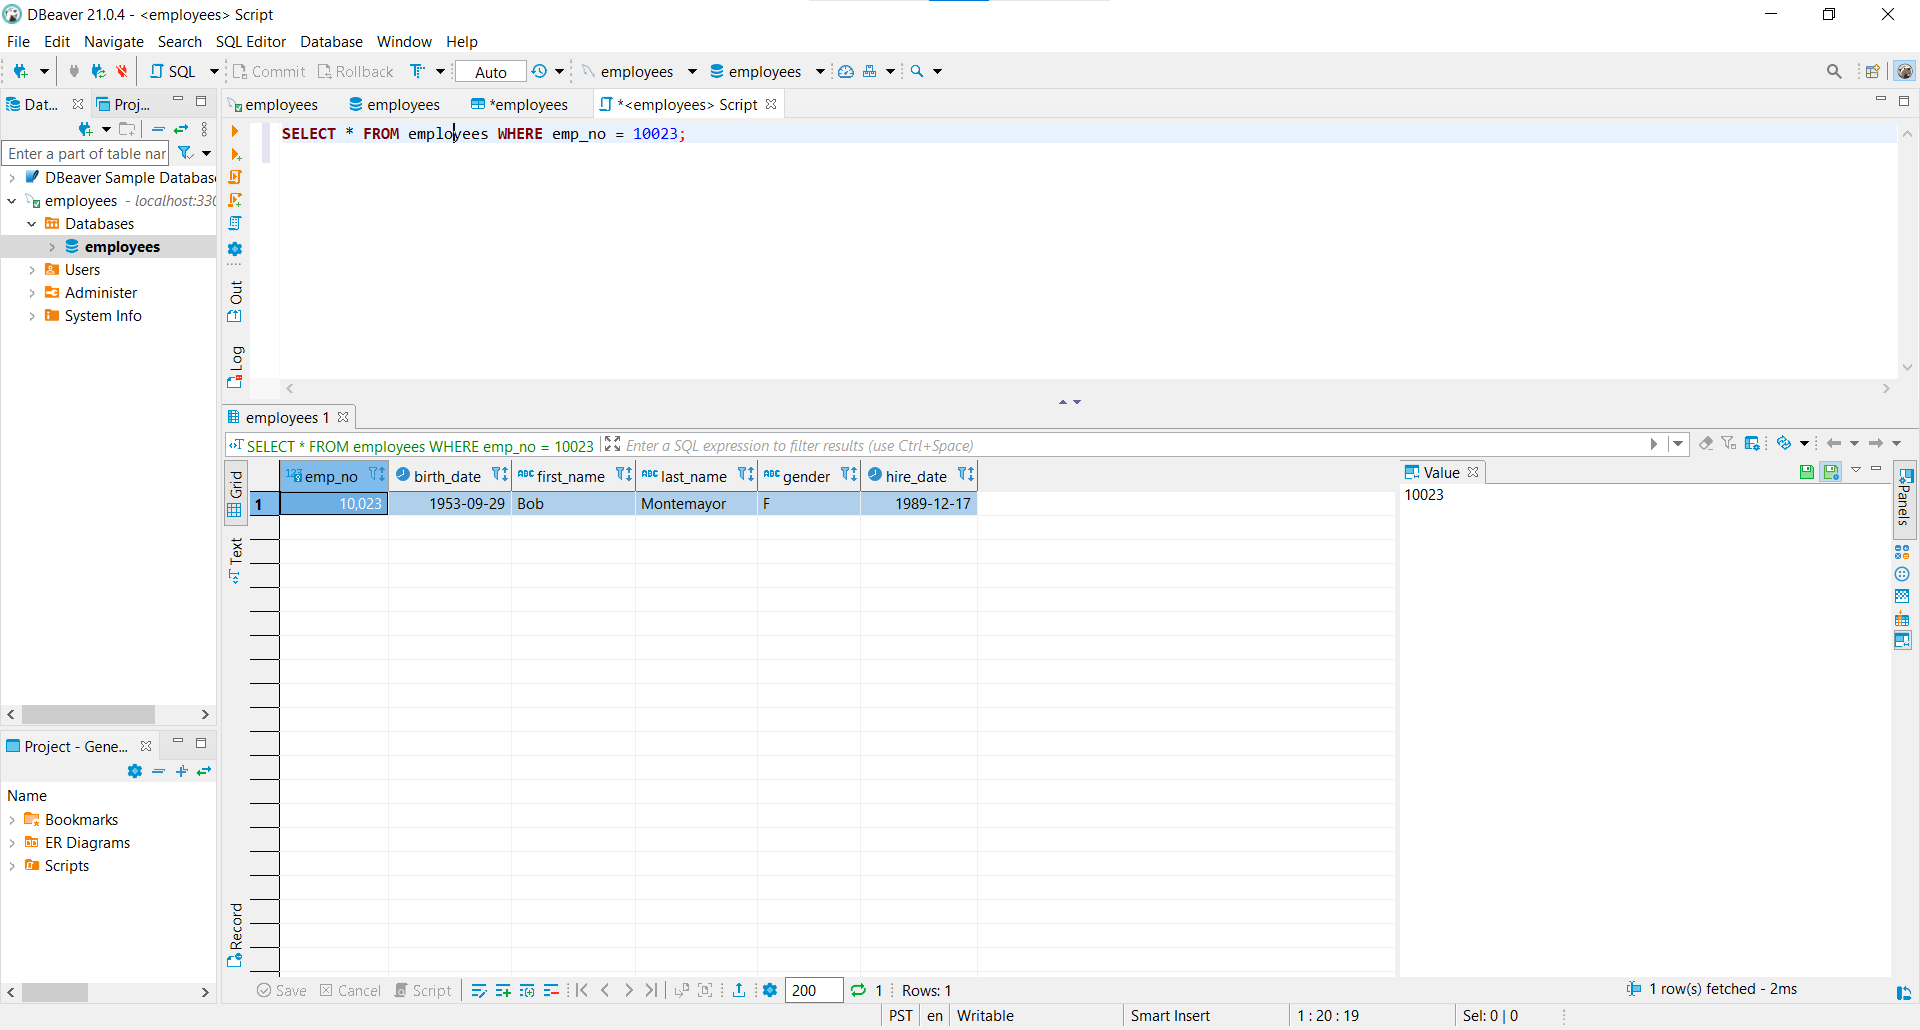 DBeaver 21.0.4 - <employees> Script
File Edit Navigate Search SQL Editor Database Window Help
SQL Commit Rollback Auto employees employees
Dat... Proj...
employees employees *employees *<employees> Script
Enter a part of table nar
DBeaver Sample Databas
employees - localhost:330
Databases
employees
Users
Administer
System Info
SELECT * FROM employees WHERE emp_no = 10023;
Out
Log
employees 1
SELECT * FROM employees WHERE emp_no = 10023 Enter a SQL expression to filter results (use Ctrl+Space)
Grid
Text
Record
123 emp_no birth_date ABC first_name ABC last_name ABC gender hire_date
1 10,023 1953-09-29 Bob Montemayor F 1989-12-17
Value
10023
Panels
Project - Gene...
Name
Bookmarks
ER Diagrams
Scripts
Save Cancel Script 200 1 Rows: 1
1 row(s) fetched - 2ms
PST en Writable Smart Insert 1 : 20 : 19 Sel: 0 | 0